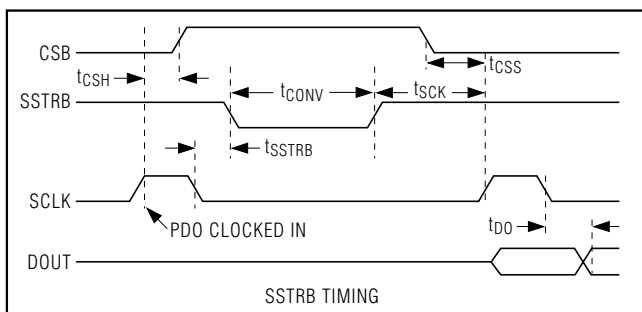 CSB
tCSH
tCSS
SSTRB
tCONV
tSCK
tSSTRB
SCLK
PDO CLOCKED IN
tDO
DOUT
SSTRB TIMING